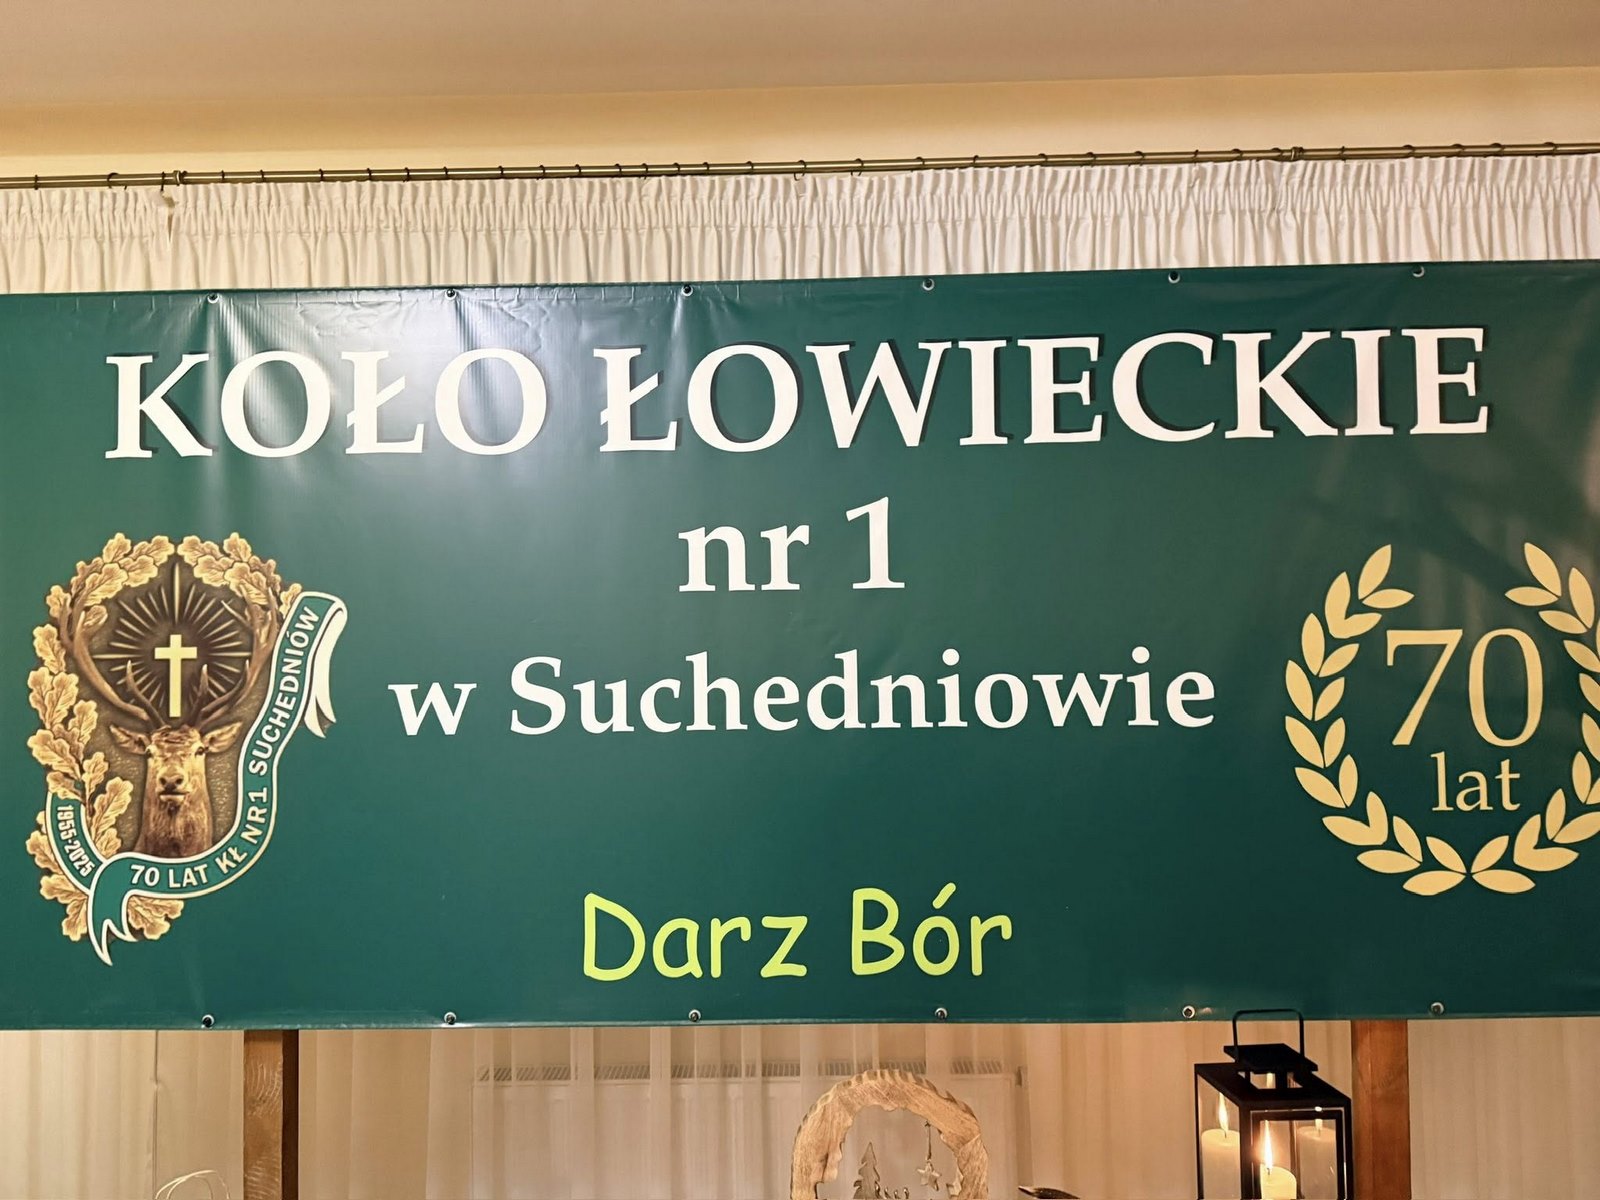 KOŁO ŁOWIECKIE
nr 1
w Suchedniowie
1955-2025
70 LAT KŁ NR1 SUCHEDNIÓW
70
lat
Darz Bór